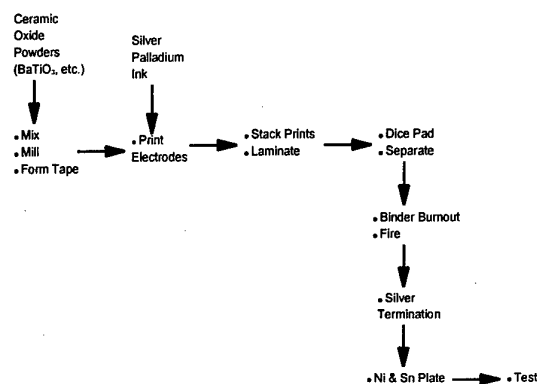 Ceramic
Oxide
Powders
(BaTiO₃, etc.)
Silver
Palladium
Ink
• Mix
• Mill
• Form Tape
• Print
Electrodes
• Stack Prints
• Laminate
• Dice Pad
• Separate
• Binder Burnout
• Fire
• Silver
Termination
• Ni & Sn Plate
• Test